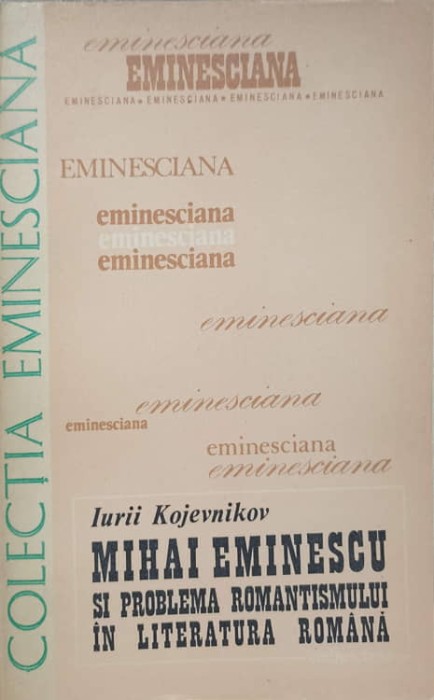 COLECȚIA EMINESCIANA
eminesciana
EMINESCIANA
EMINESCIANA • EMINESCIANA • EMINESCIANA • EMINESCIANA
EMINESCIANA
eminesciana
eminesciana
eminesciana
eminesciana
eminesciana
eminesciana
eminesciana
eminesciana
Iurii Kojevnikov
MIHAI EMINESCU
SI PROBLEMA ROMANTISMULUI
ÎN LITERATURA ROMÂNĂ